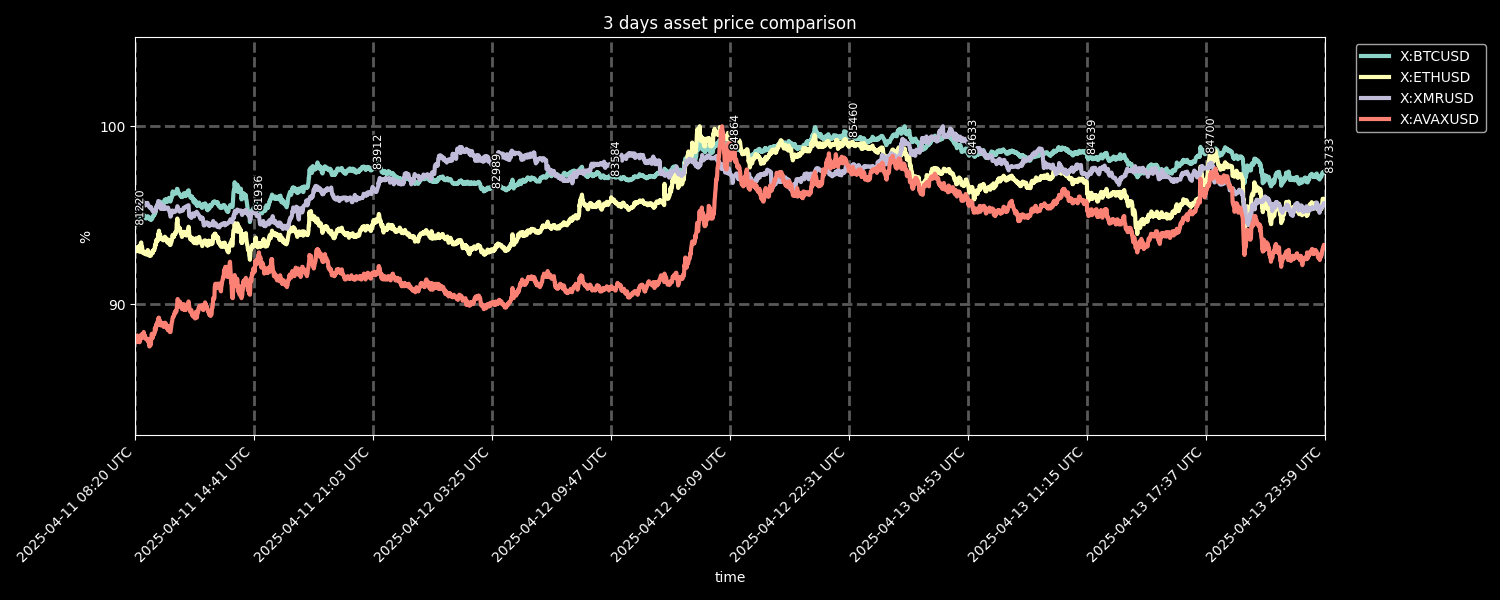 3 days asset price comparison
X:BTCUSD
X:ETHUSD
X:XMRUSD
X:AVAXUSD
100
90
%
81220
81936
83912
82989
83584
84864
85460
84633
84639
84700
83733
2025-04-11 08:20 UTC
2025-04-11 14:41 UTC
2025-04-11 21:03 UTC
2025-04-12 03:25 UTC
2025-04-12 09:47 UTC
2025-04-12 16:09 UTC
2025-04-12 22:31 UTC
2025-04-13 04:53 UTC
2025-04-13 11:15 UTC
2025-04-13 17:37 UTC
2025-04-13 23:59 UTC
time